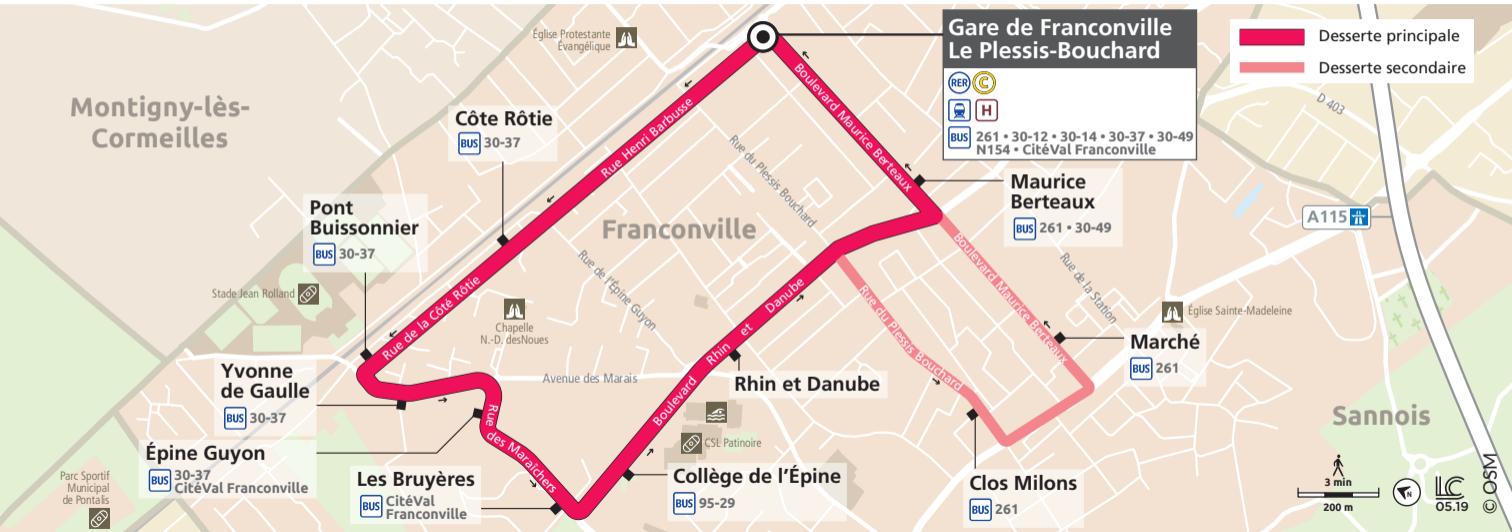 Église Protestante
Évangélique
Gare de Franconville
Le Plessis-Bouchard
RER C
H
BUS 261 • 30-12 • 30-14 • 30-37 • 30-49
N154 • CitéVal Franconville
Desserte principale
Desserte secondaire
D 403
A115
Montigny-lès-
Cormeilles
Côte Rôtie
BUS 30-37
Rue Henri Barbusse
Boulevard Maurice Berteaux
Rue du Plessis Bouchard
Maurice
Berteaux
BUS 261 • 30-49
Pont
Buissonnier
BUS 30-37
Franconville
Rue de l'Épine Guyon
Boulevard Maurice Berteaux
Rue de la Station
Stade Jean Rolland
Rue de la Côté Rôtie
Chapelle
N.-D. desNoues
Boulevard Rhin et Danube
Rue du Plessis Bouchard
Église Sainte-Madeleine
Marché
BUS 261
Yvonne
de Gaulle
BUS 30-37
Avenue des Marais
Rhin et Danube
Rue des Maraîchers
Sannois
Épine Guyon
BUS 30-37
CitéVal Franconville
CSL Patinoire
Parc Sportif
Municipal
de Pontalis
Les Bruyères
BUS CitéVal
Franconville
Collège de l'Épine
BUS 95-29
Clos Milons
BUS 261
3 min
200 m
N
LC
05.19
© OSM